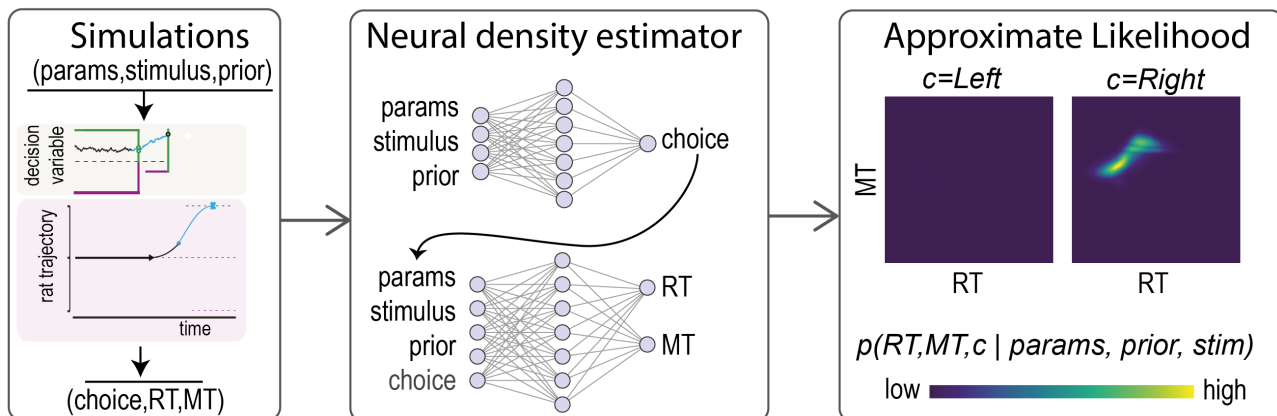 Simulations
(params,stimulus,prior)
decision
variable
rat trajectory
time
(choice,RT,MT)
Neural density estimator
params
stimulus
prior
choice
params
stimulus
prior
choice
RT
MT
Approximate Likelihood
c=Left
c=Right
MT
RT
RT
p(RT,MT,c | params, prior, stim)
low
high